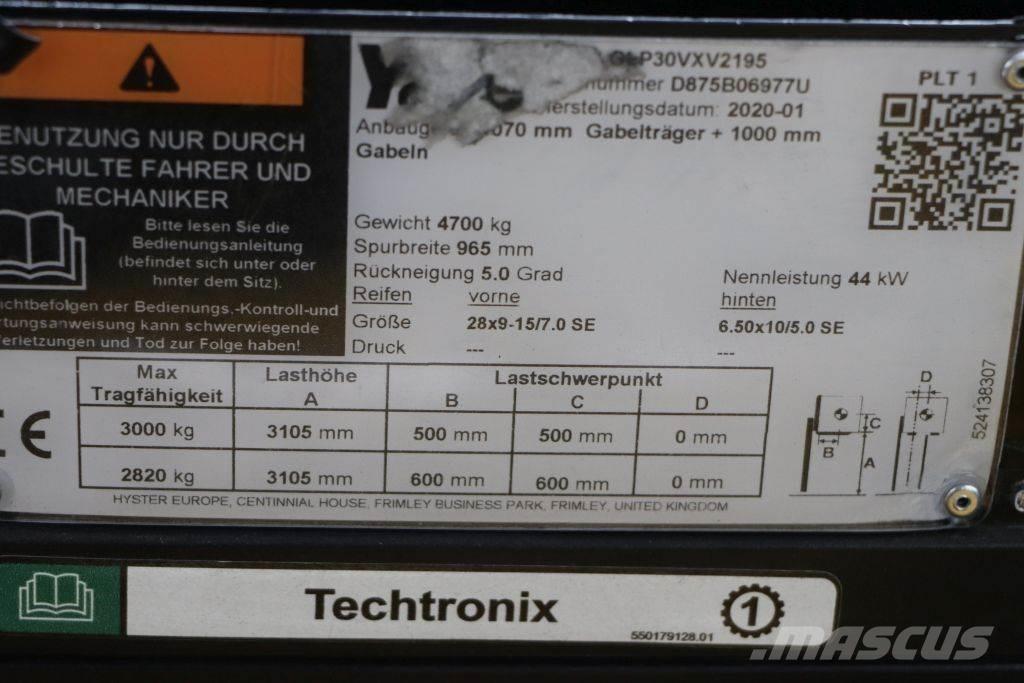 ENUTZUNG NUR DURCH
ESCHULTE FAHRER UND
MECHANIKER
Bitte lesen Sie die
Bedienungsanleitung
(befindet sich unter oder
hinter dem Sitz).
ichtbefolgen der Bedienungs.-Kontroll-und
rtungsanweisung kann schwerwiegende
erletzungen und Tod zur Folge haben!
GLP30VXV2195
nummer D875B06977U
Herstellungsdatum: 2020-01
Anbaug 070 mm Gabelträger + 1000 mm
Gabeln
PLT 1
Gewicht 4700 kg
Spurbreite 965 mm
Rückneigung 5.0 Grad
Nennleistung 44 kW
Reifen vorne hinten
Größe 28x9-15/7.0 SE 6.50x10/5.0 SE
Druck --- ---
Max Tragfähigkeit Lasthöhe A Lastschwerpunkt
B C D
3000 kg 3105 mm 500 mm 500 mm 0 mm
2820 kg 3105 mm 600 mm 600 mm 0 mm
CE
D
C
B
A
524138307
HYSTER EUROPE, CENTINNIAL HOUSE, FRIMLEY BUSINESS PARK, FRIMLEY, UNITED KINGDOM
Techtronix
550179128.01
1
MASCUS